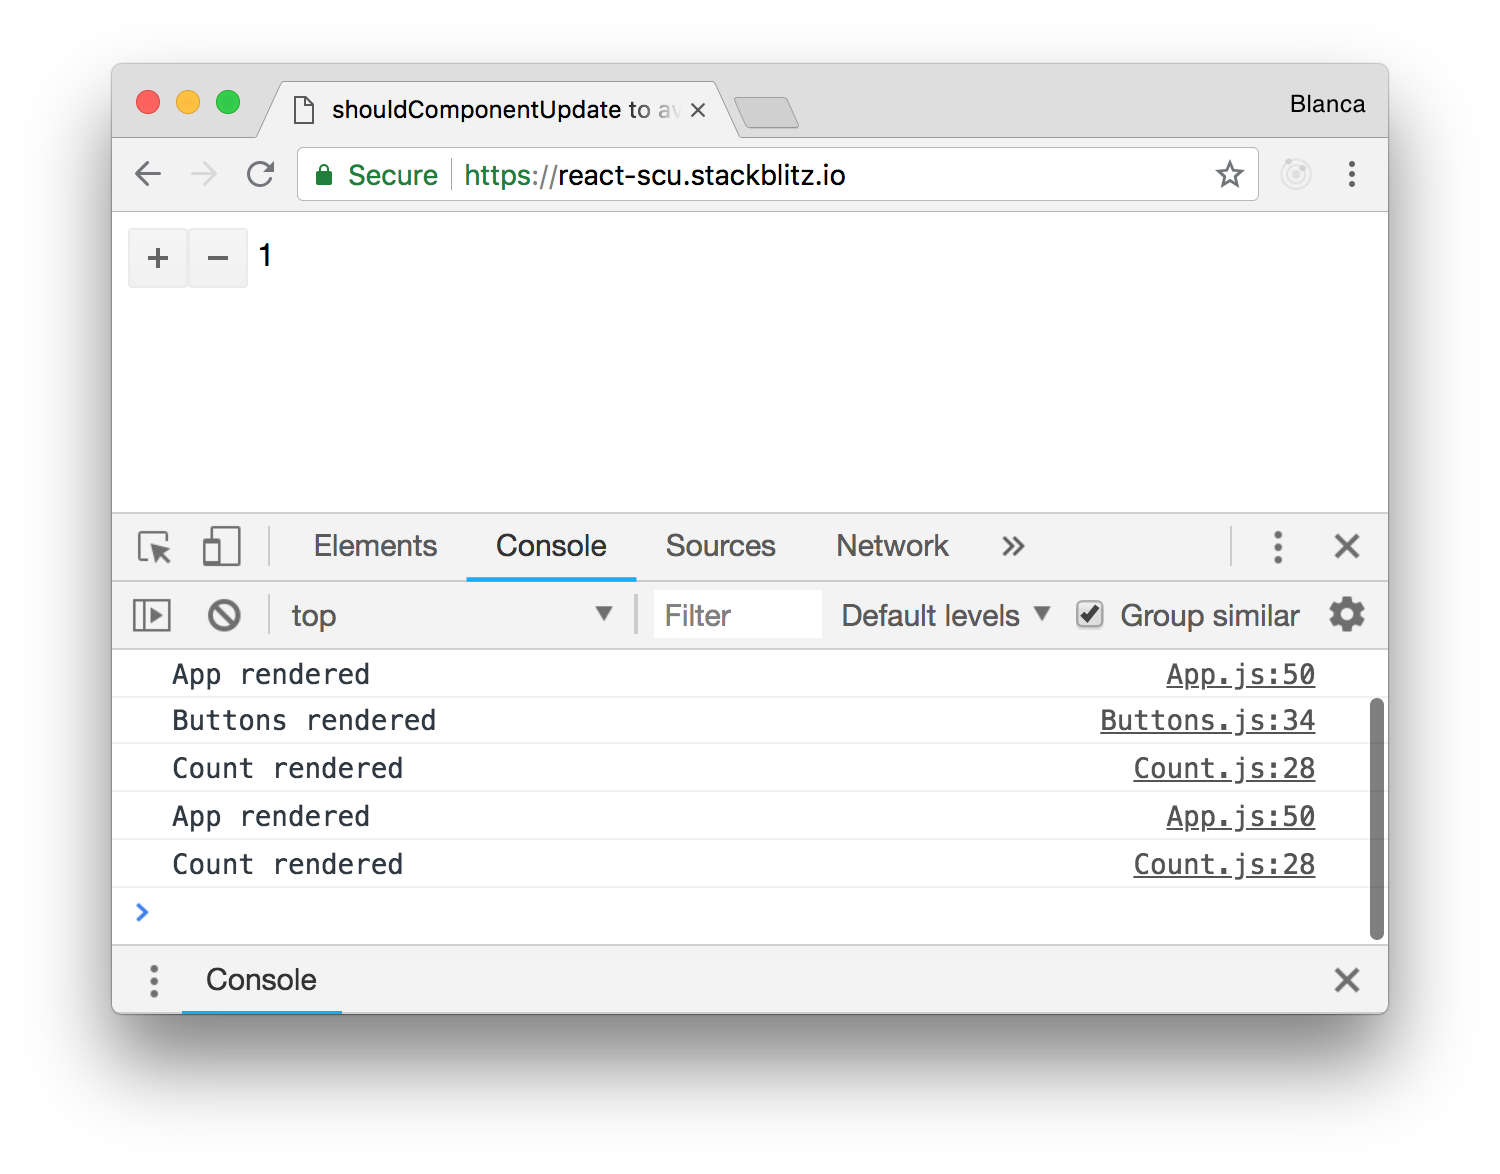 shouldComponentUpdate to av
Blanca
Secure https://react-scu.stackblitz.io
+ − 1
Elements Console Sources Network »
top Filter Default levels Group similar
App rendered App.js:50
Buttons rendered Buttons.js:34
Count rendered Count.js:28
App rendered App.js:50
Count rendered Count.js:28
Console